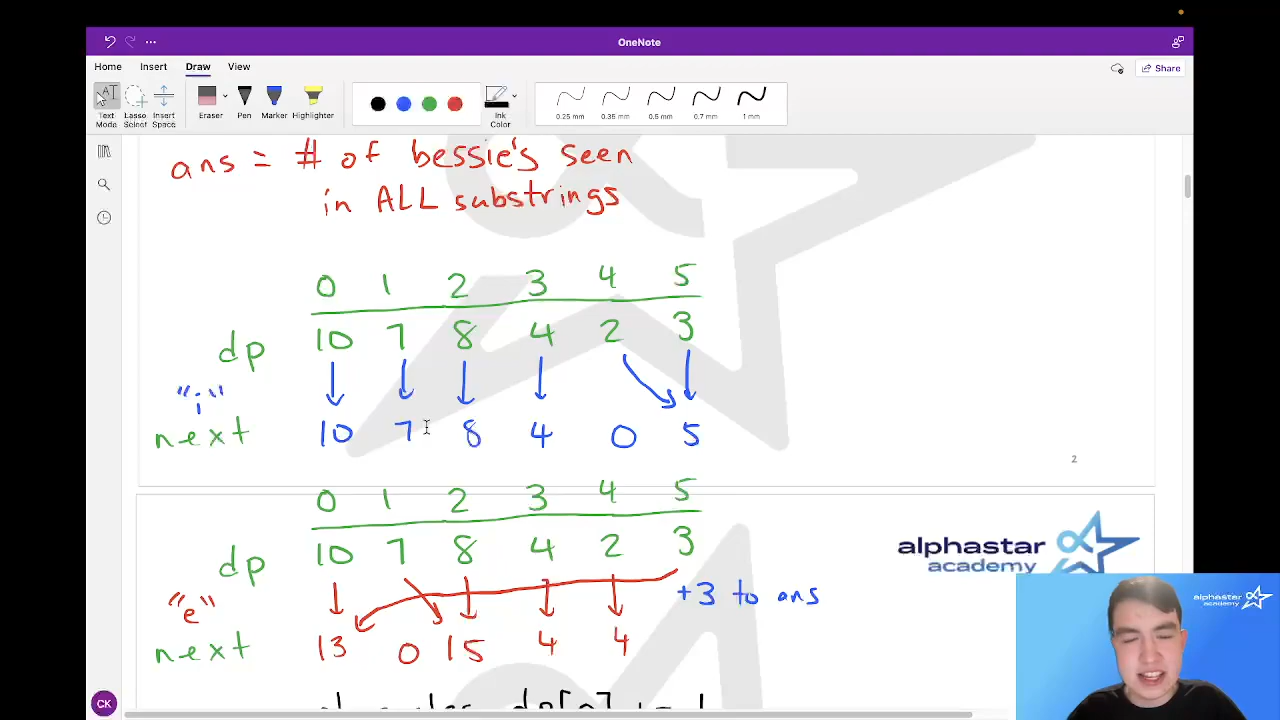 OneNote
Home Insert Draw View
Share
Text Mode
Lasso Select
Insert Space
Eraser
Pen
Marker
Highlighter
Ink Color
0.25 mm 0.35 mm 0.5 mm 0.7 mm 1 mm
ans = # of bessie's seen
in ALL substrings
0 1 2 3 4 5
dp 10 7 8 4 2 3
"i"
next 10 7 8 4 0 5
2
0 1 2 3 4 5
dp 10 7 8 4 2 3
alphastar
academy
"e"
+3 to ans
next 13 0 15 4 4
alphastar
academy
CK